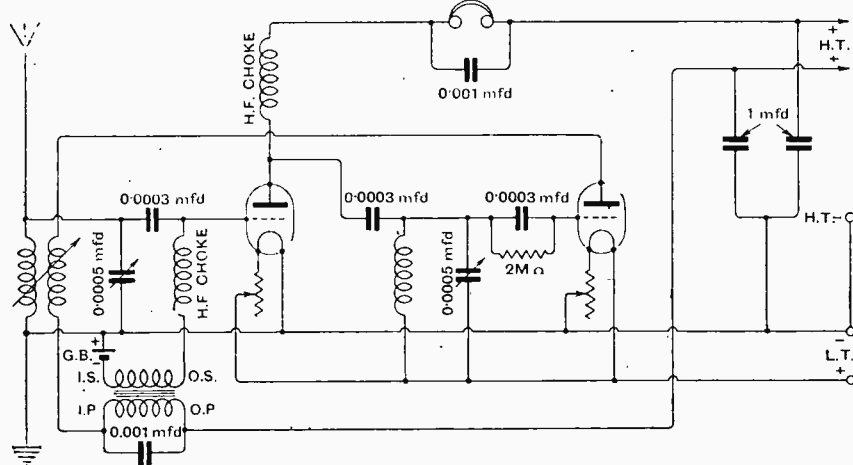 H.F. CHOKE
0·001 mfd
+
H.T.
+
1 mfd
0·0003 mfd
0·0003 mfd
0·0003 mfd
H.T.-
0·0005 mfd
H.F. CHOKE
2M Ω
0·0005 mfd
+
G.B.
-
-
L.T.
+
I.S.
O.S.
I.P
O.P
0.001 mfd